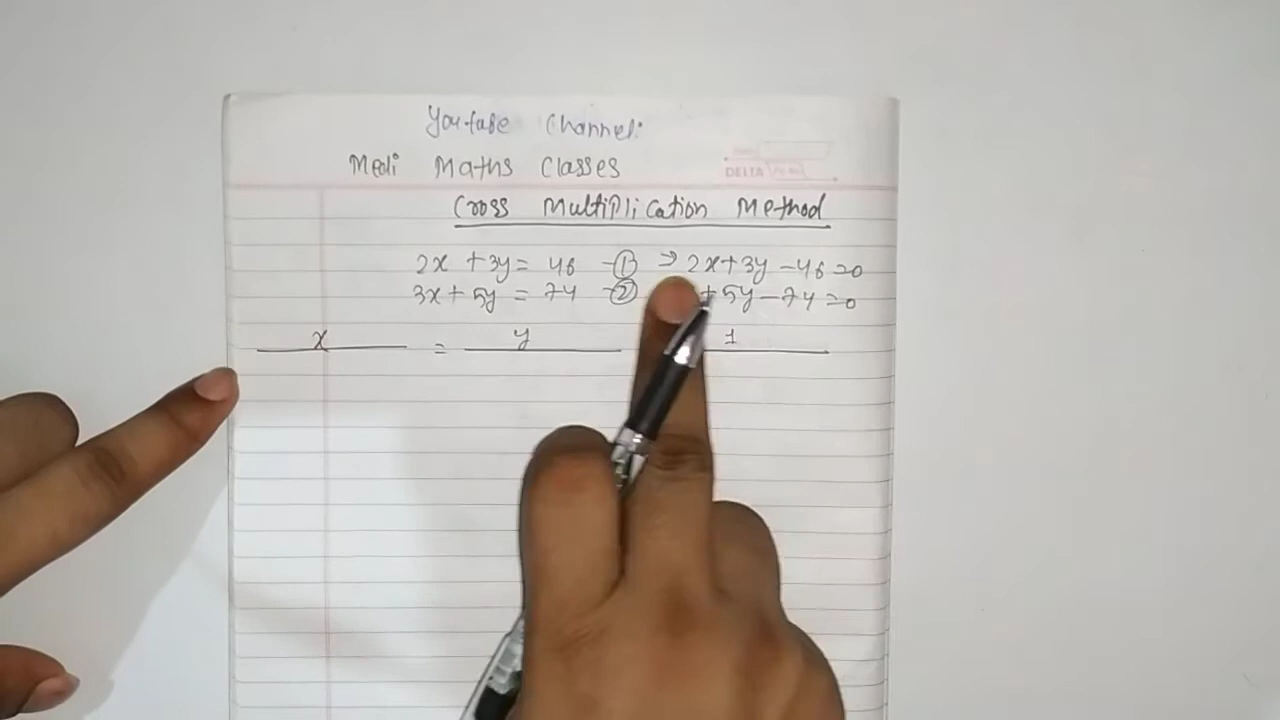 Youtube Channel:
Medi Maths Classes
DELTA
Cross Multiplication Method
2x + 3y = 46 -① ⇒ 2x + 3y - 46 = 0
3x + 5y = 74 -② + 5y - 74 = 0
x = y 1